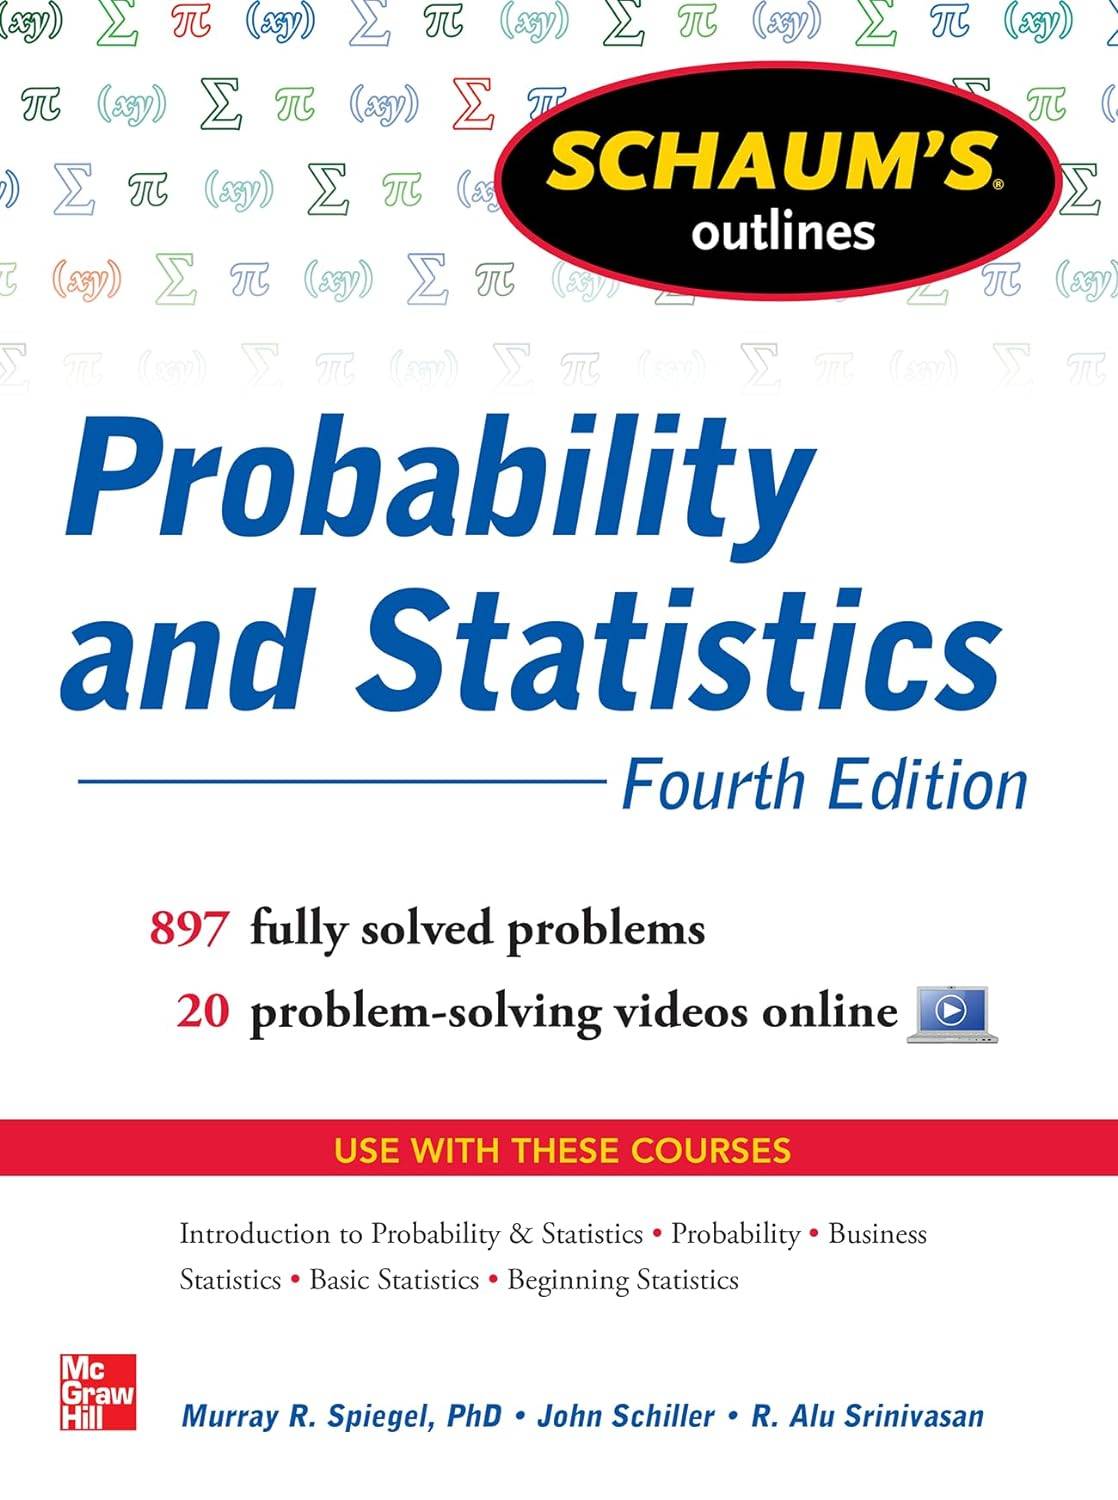 SCHAUM'S®
outlines
Probability
and Statistics
Fourth Edition
897 fully solved problems
20 problem-solving videos online
USE WITH THESE COURSES
Introduction to Probability & Statistics • Probability • Business
Statistics • Basic Statistics • Beginning Statistics
Mc
Graw
Hill
Murray R. Spiegel, PhD • John Schiller • R. Alu Srinivasan